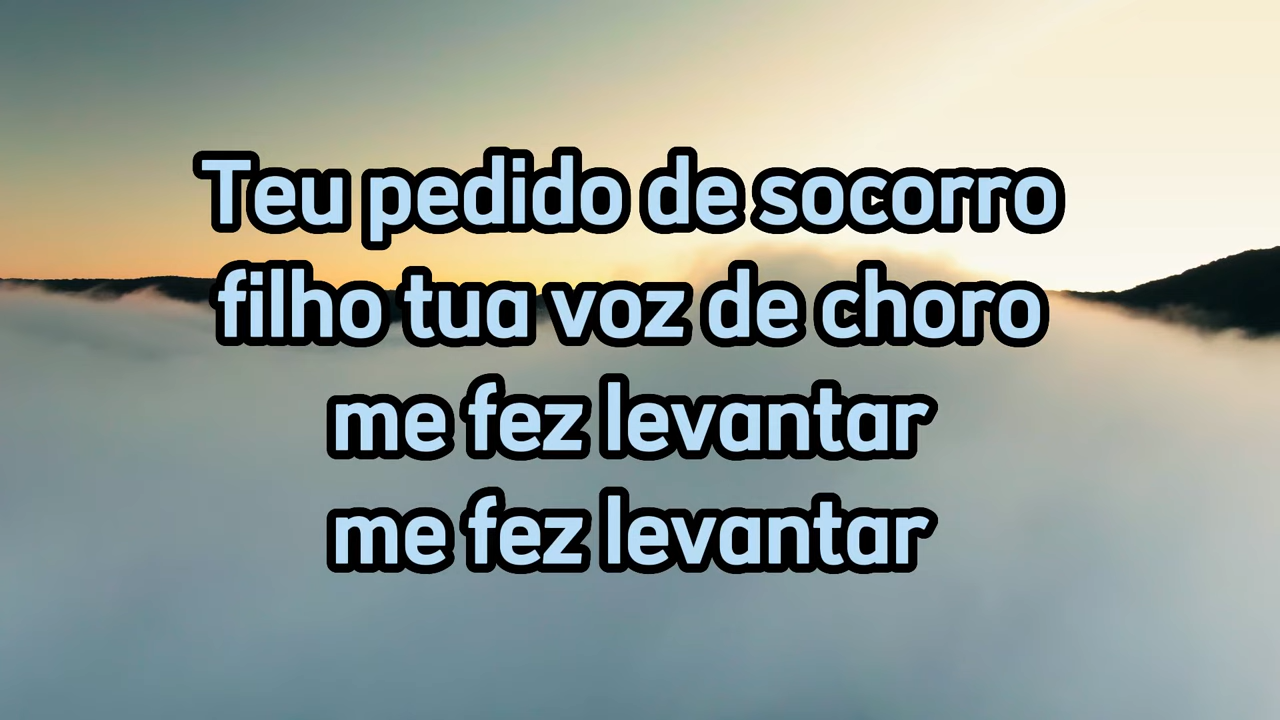 Teu pedido de socorro
filho tua voz de choro
me fez levantar
me fez levantar